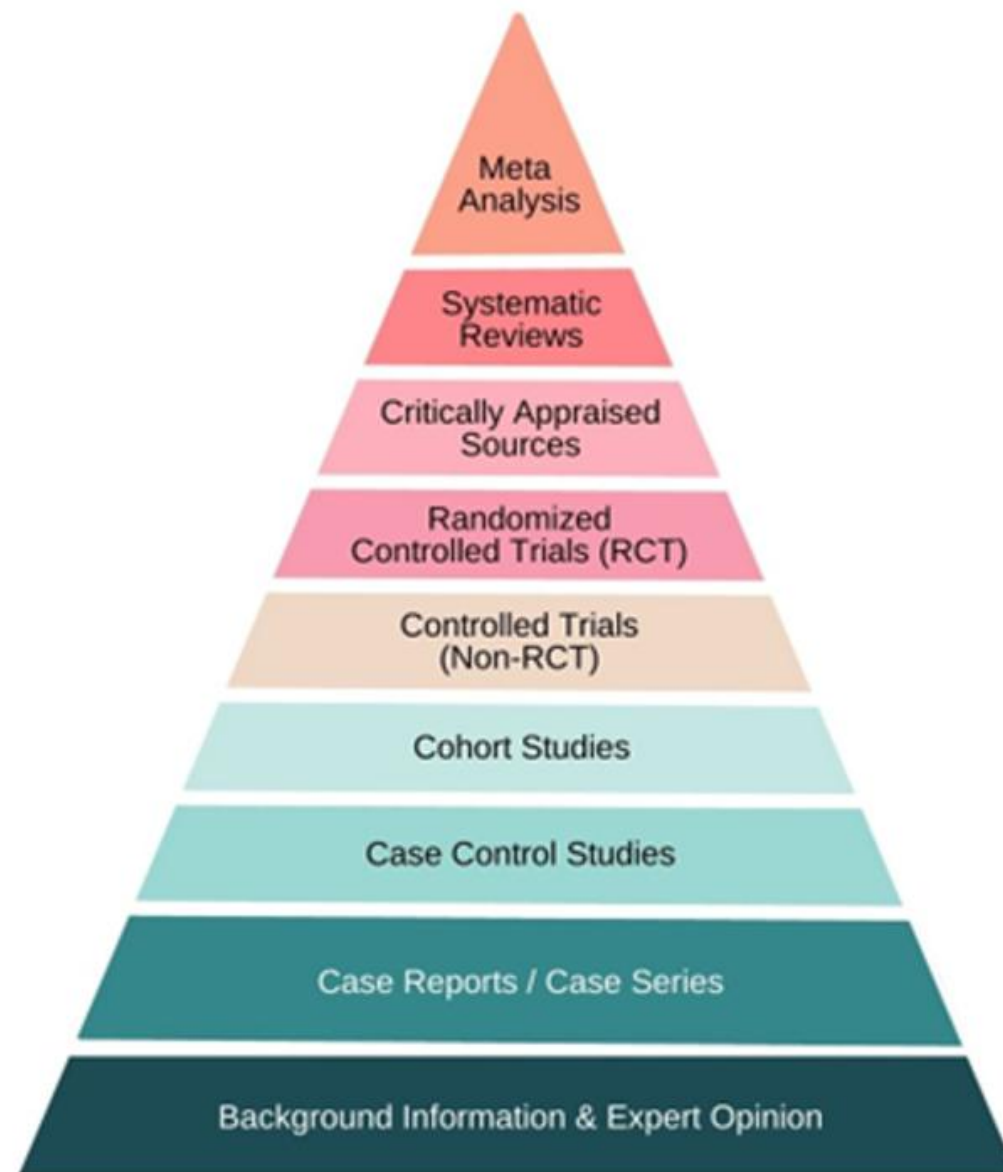 Meta
Analysis
Systematic
Reviews
Critically Appraised
Sources
Randomized
Controlled Trials (RCT)
Controlled Trials
(Non-RCT)
Cohort Studies
Case Control Studies
Case Reports / Case Series
Background Information & Expert Opinion